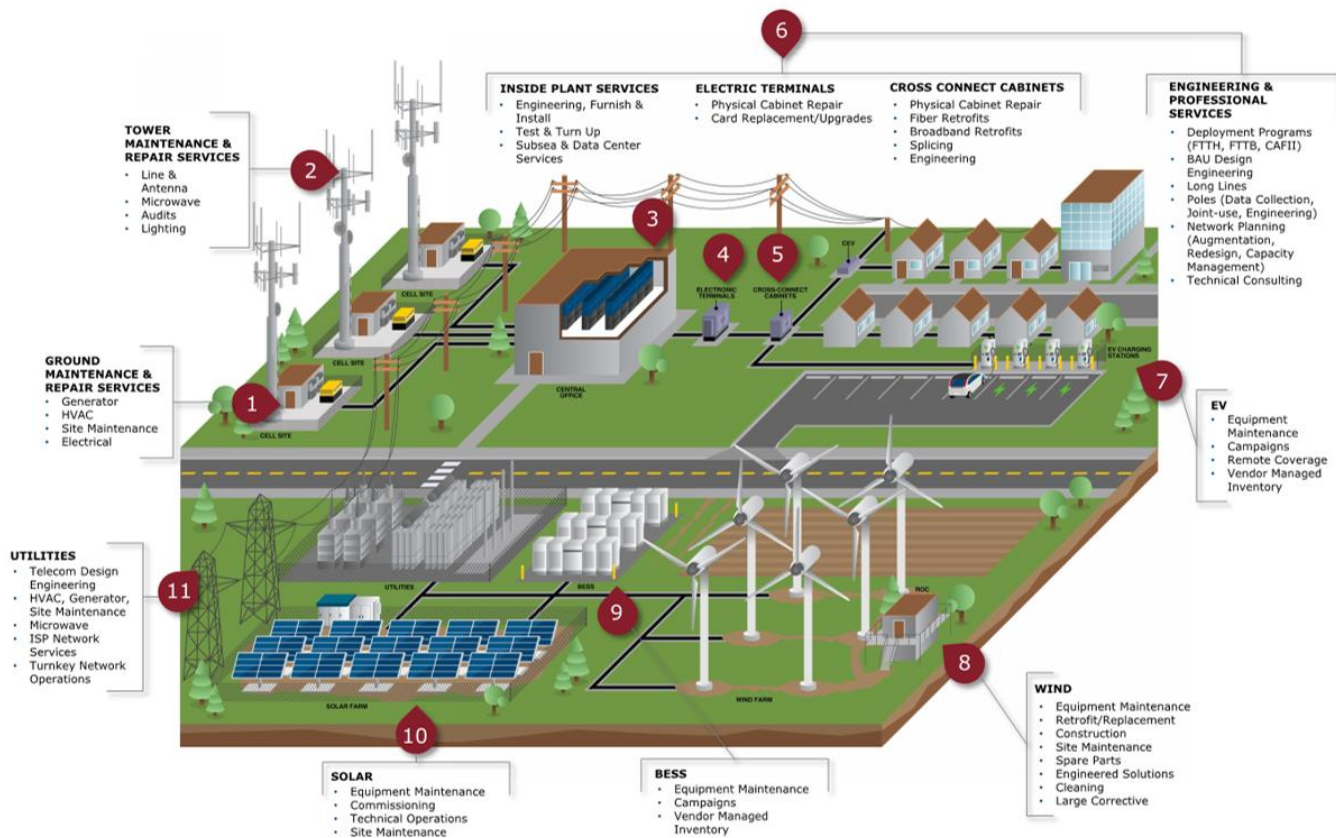 6
INSIDE PLANT SERVICES
• Engineering, Furnish &
Install
• Test & Turn Up
• Subsea & Data Center
Services
ELECTRIC TERMINALS
• Physical Cabinet Repair
• Card Replacement/Upgrades
CROSS CONNECT CABINETS
• Physical Cabinet Repair
• Fiber Retrofits
• Broadband Retrofits
• Splicing
• Engineering
ENGINEERING &
PROFESSIONAL
SERVICES
• Deployment Programs
(FTTH, FTTB, CAFII)
• BAU Design
Engineering
• Long Lines
• Poles (Data Collection,
Joint-use, Engineering)
• Network Planning
(Augmentation,
Redesign, Capacity
Management)
• Technical Consulting
TOWER
MAINTENANCE &
REPAIR SERVICES
• Line &
Antenna
• Microwave
• Audits
• Lighting
2
3
4
5
CEV
ELECTRONIC
TERMINALS
CROSS-CONNECT
CABINETS
CELL SITE
CELL SITE
CELL SITE
CENTRAL
OFFICE
EV CHARGING
STATIONS
GROUND
MAINTENANCE &
REPAIR SERVICES
• Generator
• HVAC
• Site Maintenance
• Electrical
1
7
EV
• Equipment
Maintenance
• Campaigns
• Remote Coverage
• Vendor Managed
Inventory
UTILITIES
• Telecom Design
Engineering
• HVAC, Generator,
Site Maintenance
• Microwave
• ISP Network
Services
• Turnkey Network
Operations
11
UTILITIES
BESS
ROC
9
8
SOLAR FARM
WIND FARM
10
WIND
• Equipment Maintenance
• Retrofit/Replacement
• Construction
• Site Maintenance
• Spare Parts
• Engineered Solutions
• Cleaning
• Large Corrective
SOLAR
• Equipment Maintenance
• Commissioning
• Technical Operations
• Site Maintenance
BESS
• Equipment Maintenance
• Campaigns
• Vendor Managed
Inventory